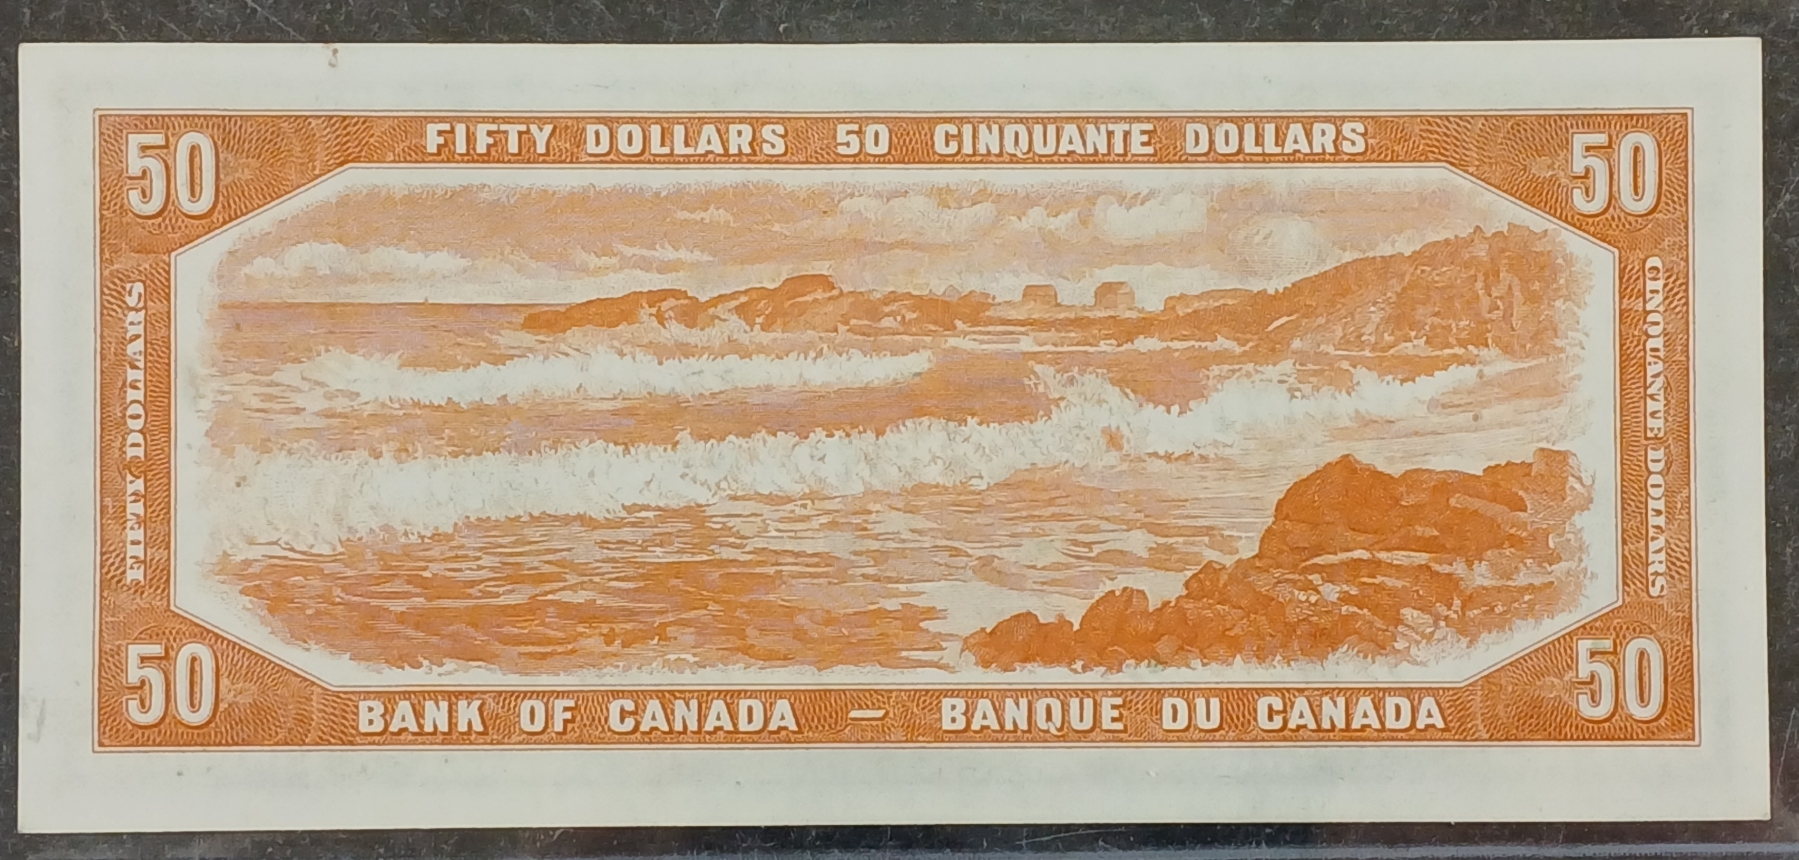 FIFTY DOLLARS 50 CINQUANTE DOLLARS
50
50
FIFTY DOLLARS
CINQUANTE DOLLARS
50
50
BANK OF CANADA — BANQUE DU CANADA